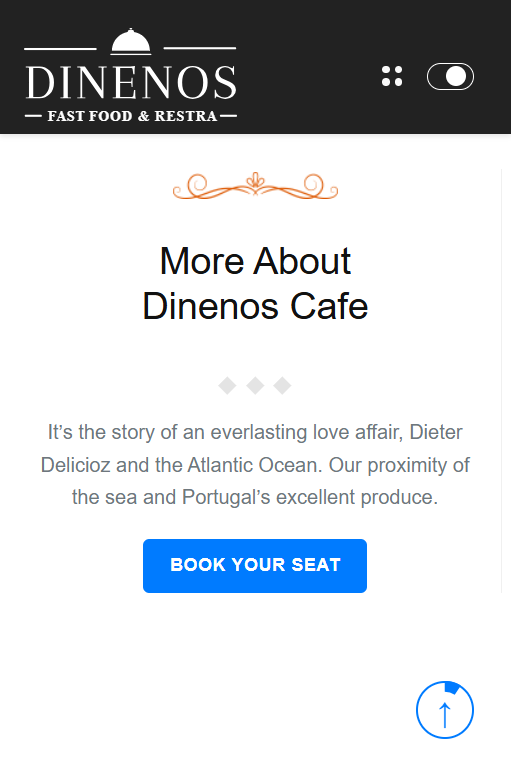 DINENOS
FAST FOOD & RESTRA
More About
Dinenos Cafe
It’s the story of an everlasting love affair, Dieter
Delicioz and the Atlantic Ocean. Our proximity of
the sea and Portugal’s excellent produce.
BOOK YOUR SEAT